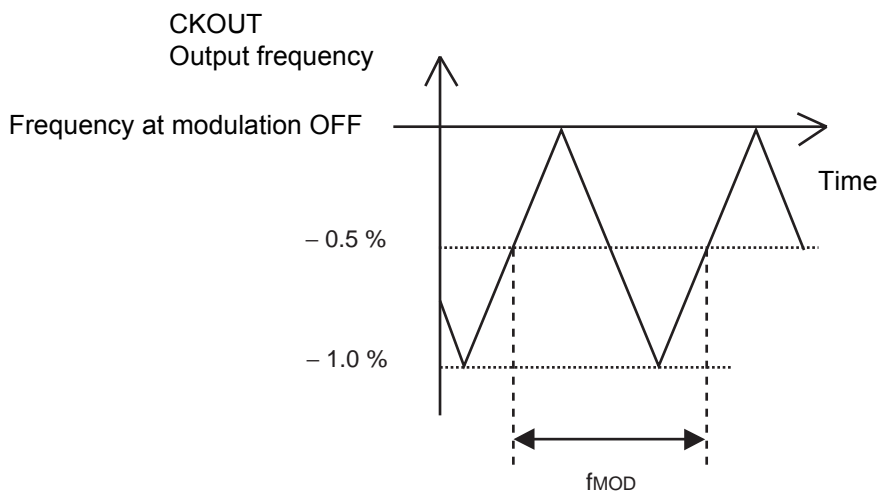 CKOUT
Output frequency
Frequency at modulation OFF
Time
– 0.5 %
– 1.0 %
fMOD